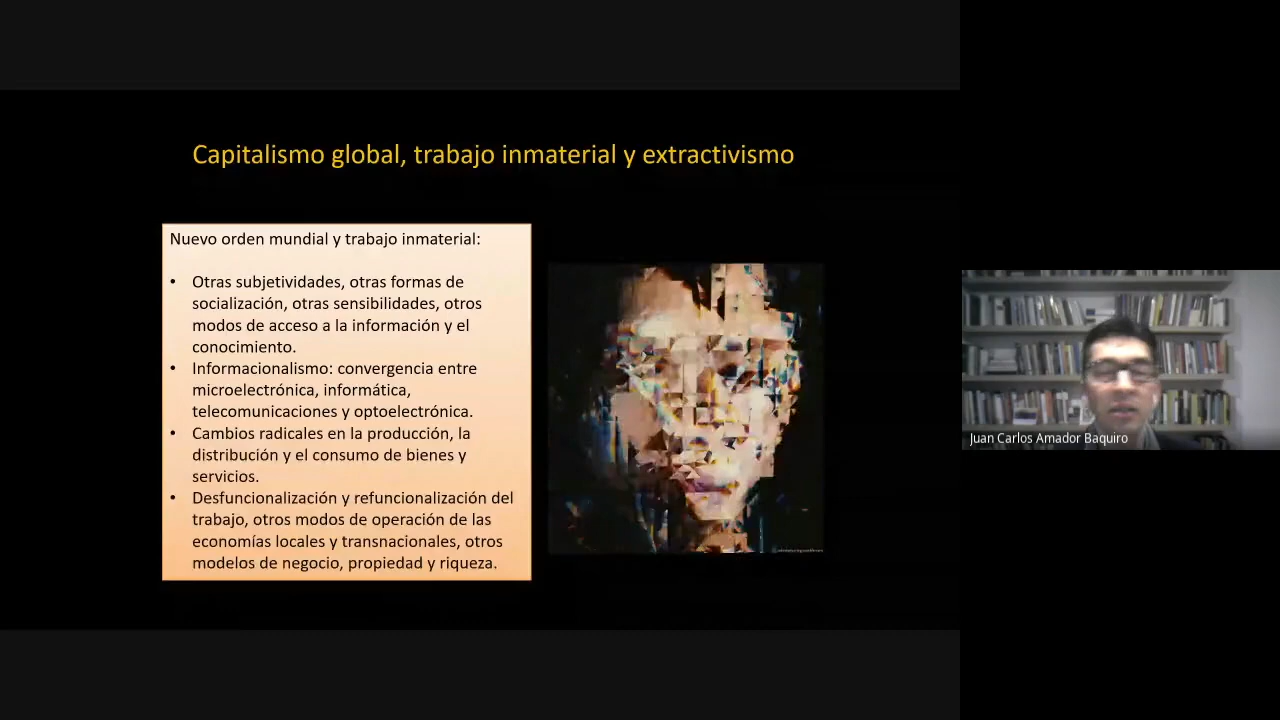 Capitalismo global, trabajo inmaterial y extractivismo
Nuevo orden mundial y trabajo inmaterial:
• Otras subjetividades, otras formas de
socialización, otras sensibilidades, otros
modos de acceso a la información y el
conocimiento.
• Informacionalismo: convergencia entre
microelectrónica, informática,
telecomunicaciones y optoelectrónica.
• Cambios radicales en la producción, la
distribución y el consumo de bienes y
servicios.
• Desfuncionalización y refuncionalización del
trabajo, otros modos de operación de las
economías locales y transnacionales, otros
modelos de negocio, propiedad y riqueza.
Juan Carlos Amador Baquiro